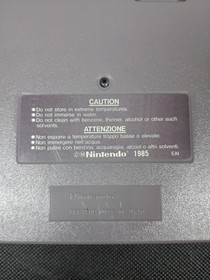 CAUTION
● Do not store in extreme temperatures.
● Do not immerse in water.
● Do not clean with benzine, thinner, alcohol or other such
solvents.
ATTENZIONE
● Non esporre a temperature troppo basse o elevate.
● Non immergere nell'acqua.
● Non pulire con benzina, acquaragia, alcool o altri solventi.
©Nintendo 1985